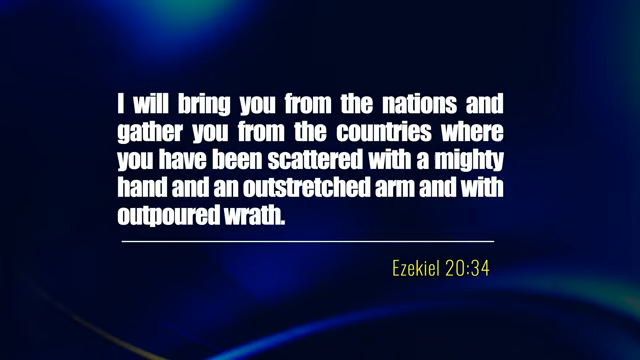 I will bring you from the nations and
gather you from the countries where
you have been scattered with a mighty
hand and an outstretched arm and with
outpoured wrath.
Ezekiel 20:34